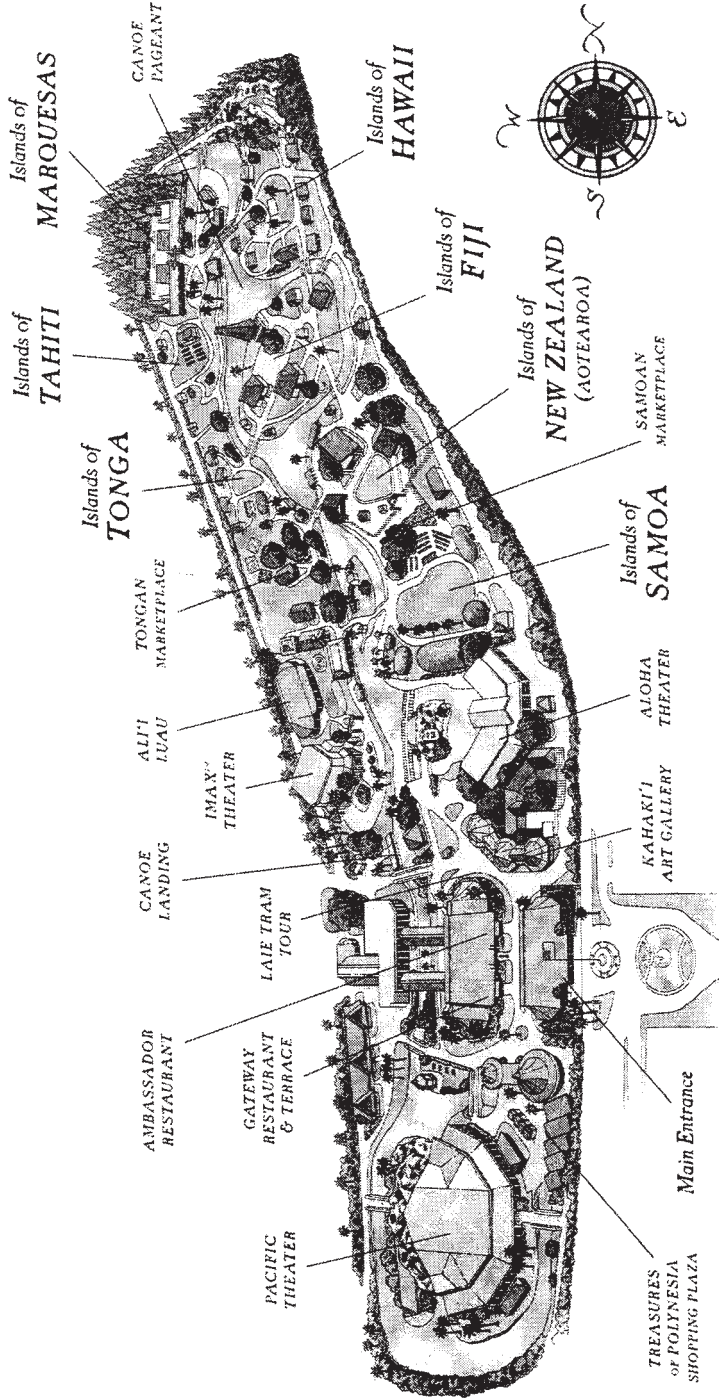 PACIFIC
THEATER
AMBASSADOR
RESTAURANT
GATEWAY
RESTAURANT
& TERRACE
LAIE TRAM
TOUR
CANOE
LANDING
IMAX™
THEATER
ALI'I
LUAU
TONGAN
MARKETPLACE
Islands of
TONGA
Islands of
TAHITI
Islands of
MARQUESAS
CANOE
PAGEANT
TREASURES
OF POLYNESIA
SHOPPING PLAZA
Main Entrance
KAHAKI'I
ART GALLERY
ALOHA
THEATER
Islands of
SAMOA
SAMOAN
MARKETPLACE
Islands of
NEW ZEALAND
(AOTEAROA)
Islands of
FIJI
Islands of
HAWAII
W
N
S
E